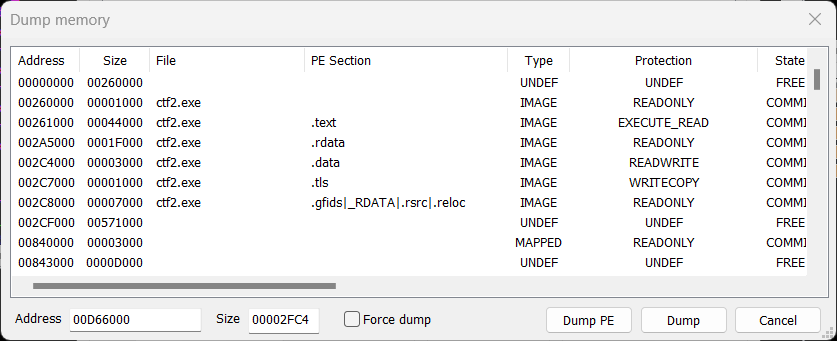 Dump memory
Address Size File PE Section Type Protection State
00000000 00260000 UNDEF UNDEF FREE
00260000 00001000 ctf2.exe IMAGE READONLY COMMI
00261000 00044000 ctf2.exe .text IMAGE EXECUTE_READ COMMI
002A5000 0001F000 ctf2.exe .rdata IMAGE READONLY COMMI
002C4000 00003000 ctf2.exe .data IMAGE READWRITE COMMI
002C7000 00001000 ctf2.exe .tls IMAGE WRITECOPY COMMI
002C8000 00007000 ctf2.exe .gfids|_RDATA|.rsrc|.reloc IMAGE READONLY COMMI
002CF000 00571000 UNDEF UNDEF FREE
00840000 00003000 MAPPED READONLY COMMI
00843000 0000D000 UNDEF UNDEF FREE
Address 00D66000 Size 00002FC4 Force dump Dump PE Dump Cancel